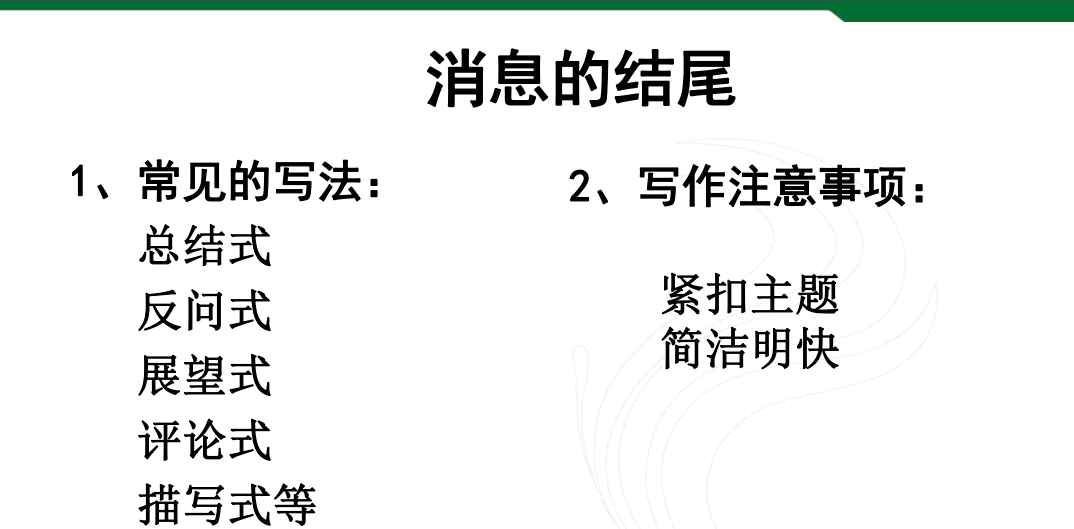 消息的结尾
1、常见的写法：
总结式
反问式
展望式
评论式
描写式等
2、写作注意事项：
紧扣主题
简洁明快